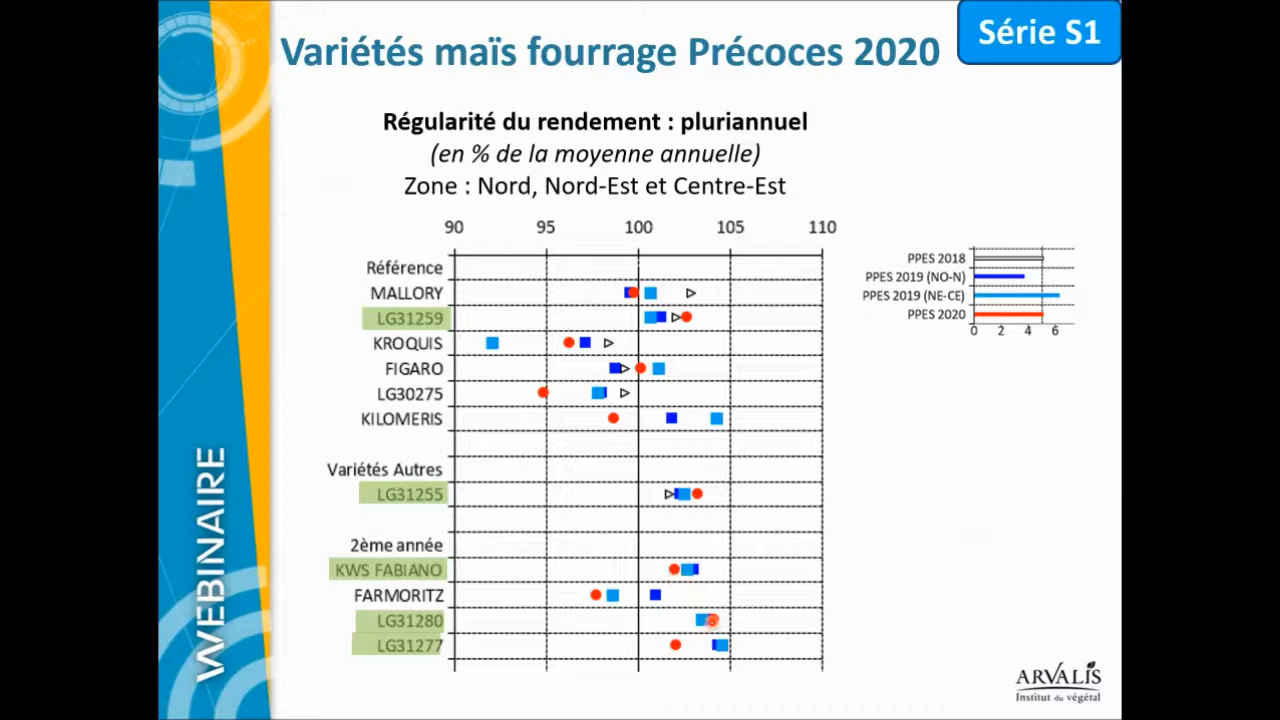 Variétés maïs fourrage Précoces 2020
Série S1
Régularité du rendement : pluriannuel
(en % de la moyenne annuelle)
Zone : Nord, Nord-Est et Centre-Est
90 95 100 105 110
Référence
MALLORY
LG31259
KROQUIS
FIGARO
LG30275
KILOMERIS
Variétés Autres
LG31255
2ème année
KWS FABIANO
FARMORITZ
LG31280
LG31277
PPES 2018
PPES 2019 (NO-N)
PPES 2019 (NE-CE)
PPES 2020
0 2 4 6
WEBINAIRE
ARVALIS
Institut du végétal